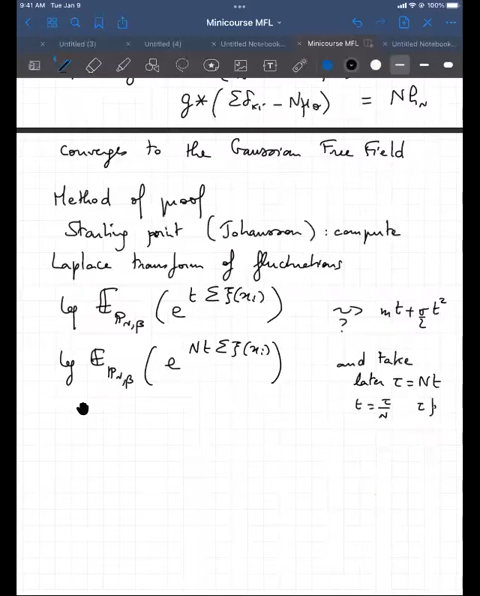 9:41 AM Tue Jan 9
100%
Minicourse MFL
Untitled (3)
Untitled (4)
Untitled Notebook...
Minicourse MFL
Untitled Notebook...
g * ( Σδ_{x_i} - Nμ_θ ) = N h_N
converges to the Gaussian Free Field
Method of proof
Starting point (Johansson) : compute
Laplace transform of fluctuations
log 𝔼_{ℙ_{N,β}} ( e^{t Σ ξ(x_i)} ) ⇝ ? mt + σ/2 t²
log 𝔼_{ℙ_{N,β}} ( e^{Nt Σ ξ(x_i)} )
and take
later τ = Nt
t = τ/N τ f